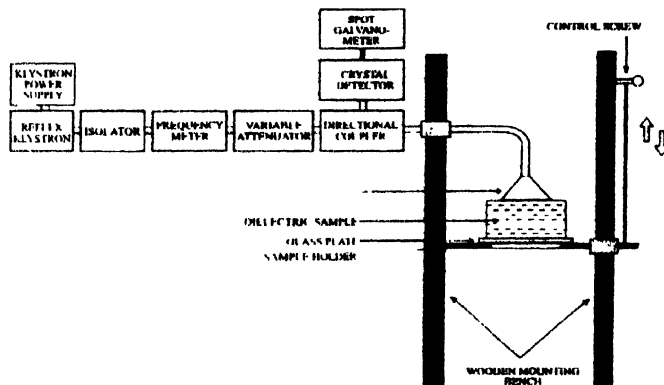 SPOT
GALVANO-
METER
CONTROL SCREW
KLYSTRON
POWER
SUPPLY
CRYSTAL
DETECTOR
REFLEX
KLYSTRON
ISOLATOR
FREQUENCY
METER
VARIABLE
ATTENUATOR
DIRECTIONAL
COUPLER
DIELECTRIC SAMPLE
GLASS PLATE
SAMPLE HOLDER
WOODEN MOUNTING
BENCH